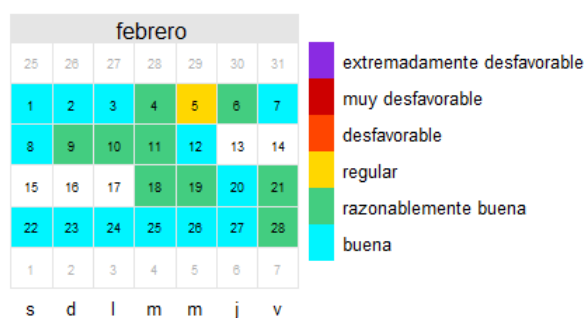 febrero
25 26 27 28 29 30 31
1 2 3 4 5 6 7
8 9 10 11 12 13 14
15 16 17 18 19 20 21
22 23 24 25 26 27 28
1 2 3 4 5 6 7
s d l m m j v
extremadamente desfavorable
muy desfavorable
desfavorable
regular
razonablemente buena
buena